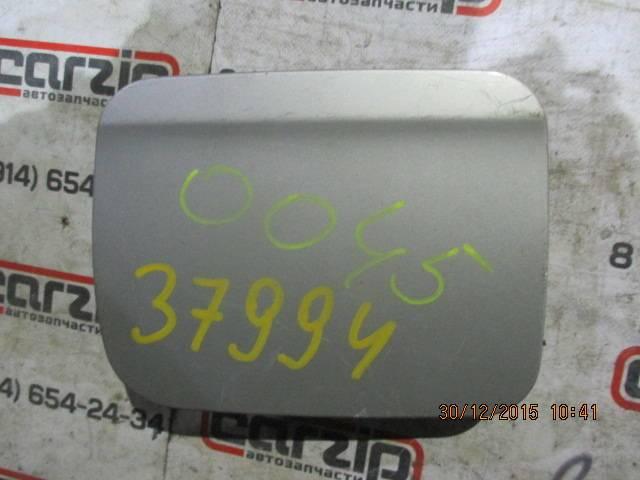 автозапчасти
carzip
автозапчасти
914) 654
0045
37994
carzip
автозапчасти
4) 654-24-34
8
30/12/2015 10:41
carzip
автозапчасти